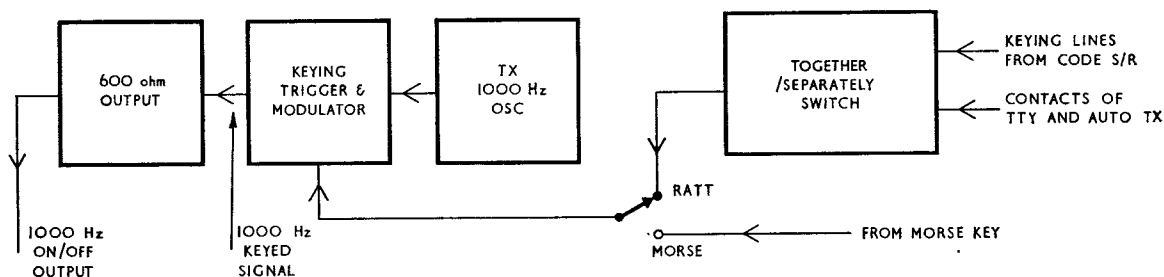 600 ohm
OUTPUT
KEYING
TRIGGER &
MODULATOR
TX
1000 Hz
OSC
TOGETHER
/SEPARATELY
SWITCH
KEYING LINES
FROM CODE S/R
CONTACTS OF
TTY AND AUTO TX
RATT
MORSE
FROM MORSE KEY
1000 Hz
ON/OFF
OUTPUT
1000 Hz
KEYED
SIGNAL